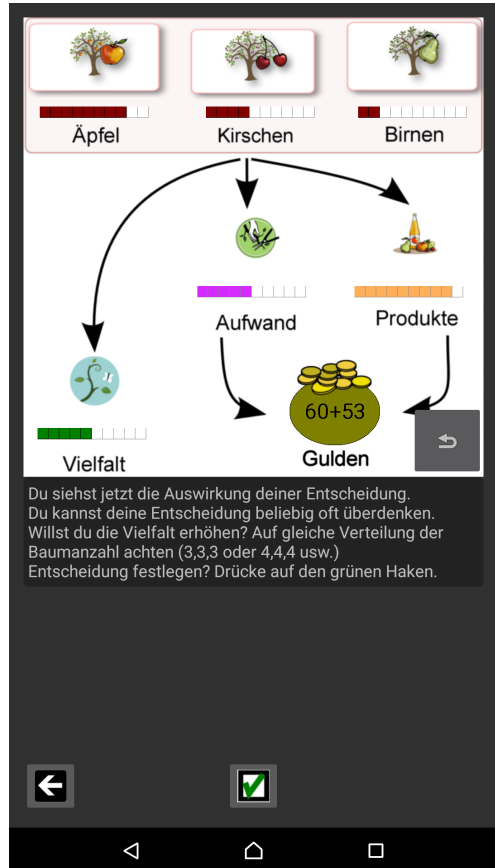 Äpfel
Kirschen
Birnen
Aufwand
Produkte
60+53
Vielfalt
Gulden
Du siehst jetzt die Auswirkung deiner Entscheidung.
Du kannst deine Entscheidung beliebig oft überdenken.
Willst du die Vielfalt erhöhen? Auf gleiche Verteilung der
Baumanzahl achten (3,3,3 oder 4,4,4 usw.)
Entscheidung festlegen? Drücke auf den grünen Haken.